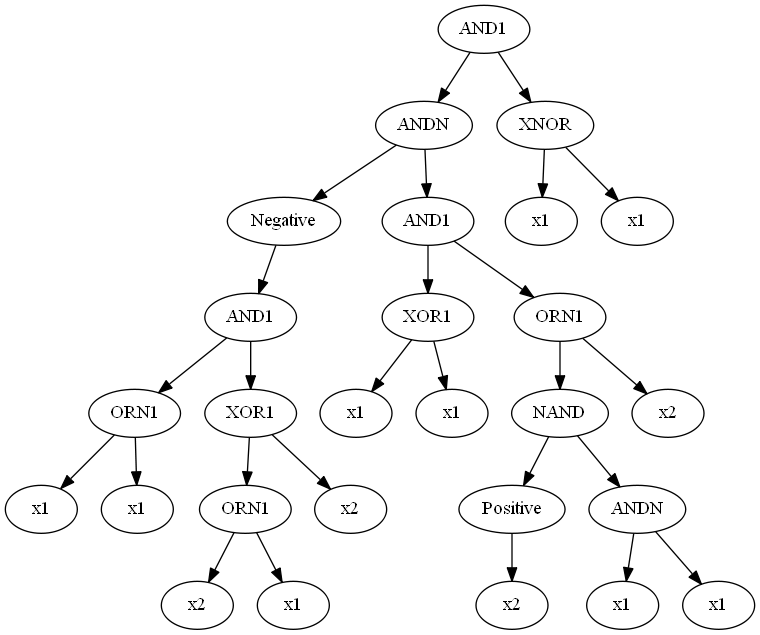 AND1
ANDN XNOR
Negative AND1 x1 x1
AND1 XOR1 ORN1
ORN1 XOR1 x1 x1 NAND x2
x1 x1 ORN1 x2 Positive ANDN
x2 x1 x2 x1 x1